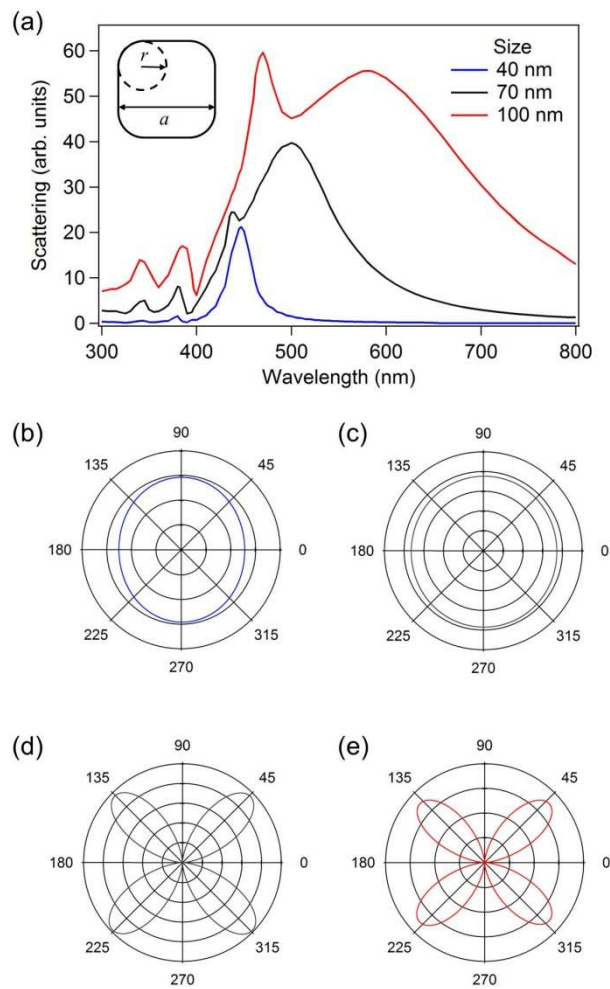 (a)
60
50
40
30
20
10
0
Scattering (arb. units)
r
a
Size
40 nm
70 nm
100 nm
300 400 500 600 700 800
Wavelength (nm)
(b)
90
135 45
180 0
225 315
270
(c)
90
135 45
180 0
225 315
270
(d)
90
135 45
180 0
225 315
270
(e)
90
135 45
180 0
225 315
270